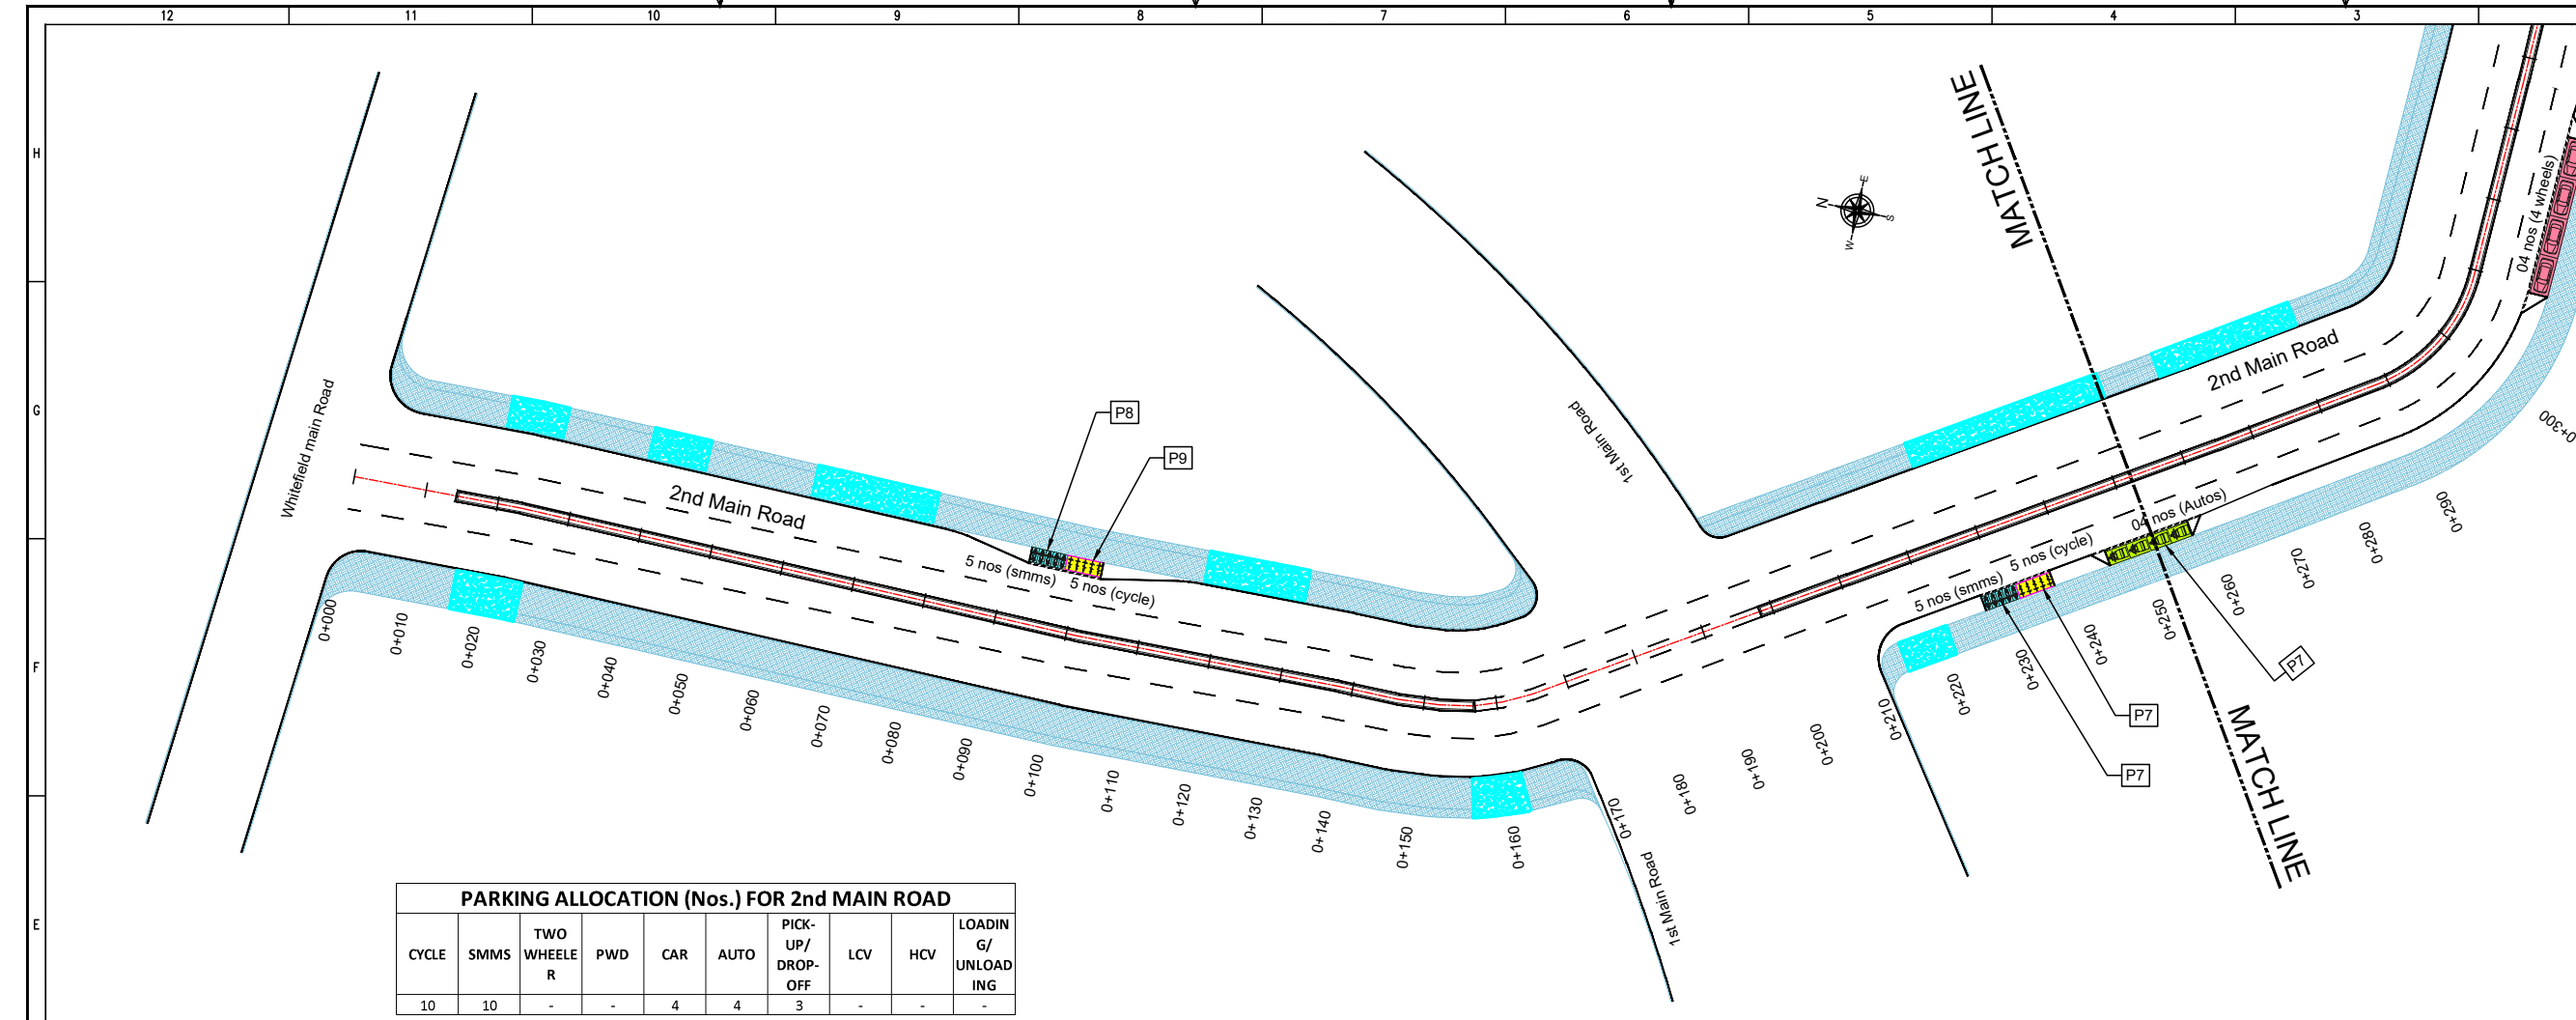 12 11 10 9 8 7 6 5 4 3
H
G
F
E
MATCH LINE
N
E
S
W
04 nos (4 wheels)
Whitefield main Road
2nd Main Road
P8
P9
5 nos (smms)
5 nos (cycle)
1st Main Road
2nd Main Road
04 nos (Autos)
5 nos (cycle)
5 nos (smms)
P7
P7
P7
MATCH LINE
1st Main Road
0+000
0+010
0+020
0+030
0+040
0+050
0+060
0+070
0+080
0+090
0+100
0+110
0+120
0+130
0+140
0+150
0+160
0+170
0+180
0+190
0+200
0+210
0+220
0+230
0+240
0+250
0+260
0+270
0+280
0+290
0+300
PARKING ALLOCATION (Nos.) FOR 2nd MAIN ROAD
CYCLE
SMMS
TWO
WHEELE
R
PWD
CAR
AUTO
PICK-
UP/
DROP-
OFF
LCV
HCV
LOADIN
G/
UNLOAD
ING
10 10 - - 4 4 3 - - -